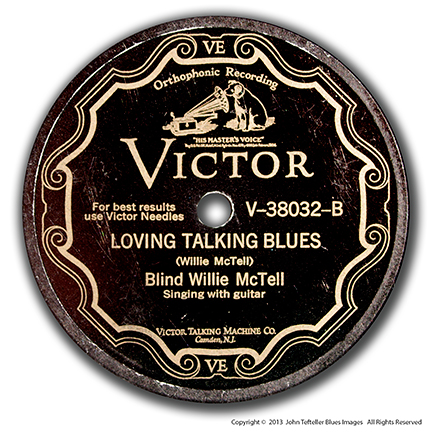 VE
Orthophonic Recording
"HIS MASTER'S VOICE"
VICTOR
For best results
use Victor Needles
V-38032-B
LOVING TALKING BLUES
(Willie McTell)
Blind Willie McTell
Singing with guitar
VICTOR TALKING MACHINE CO.
Camden, N.J.
VE
Copyright © 2013 John Tefteller Blues Images All Rights Reserved